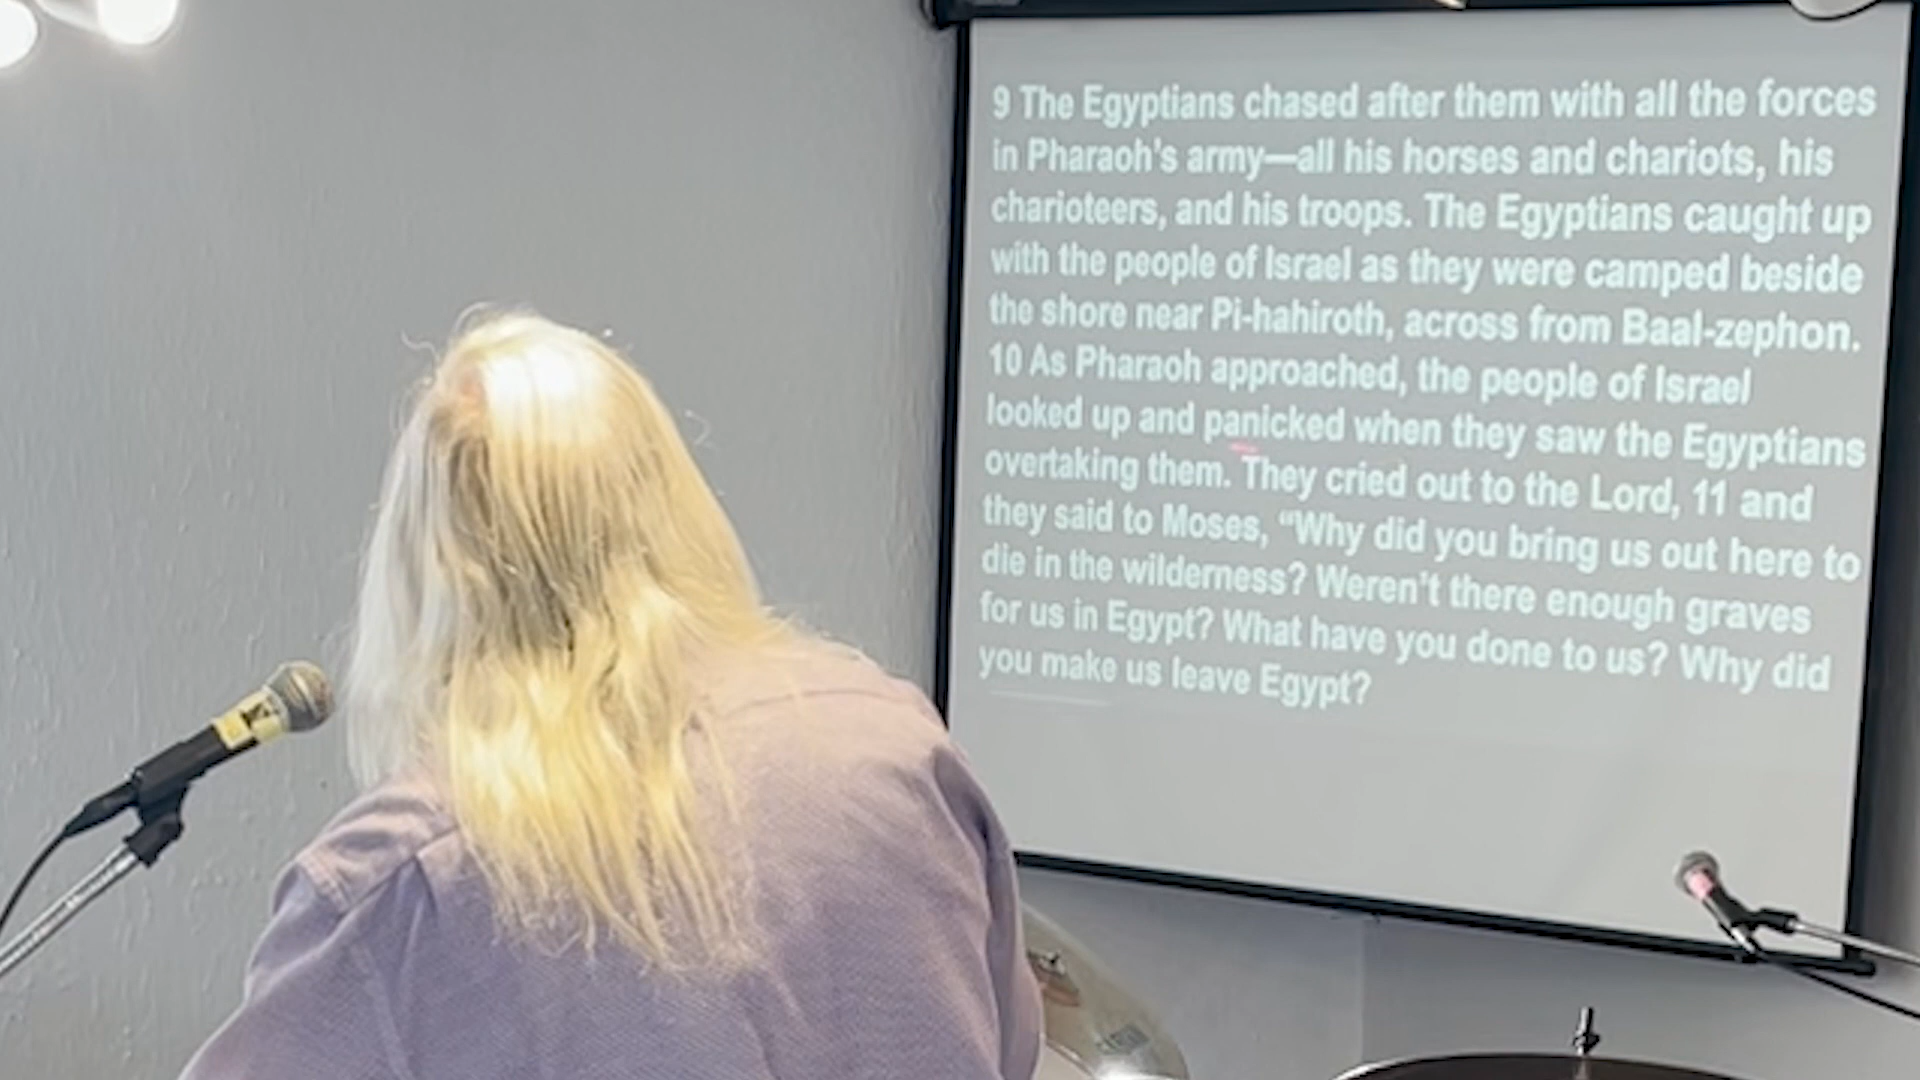 9 The Egyptians chased after them with all the forces
in Pharaoh's army—all his horses and chariots, his
charioteers, and his troops. The Egyptians caught up
with the people of Israel as they were camped beside
the shore near Pi-hahiroth, across from Baal-zephon.
10 As Pharaoh approached, the people of Israel
looked up and panicked when they saw the Egyptians
overtaking them. They cried out to the Lord, 11 and
they said to Moses, “Why did you bring us out here to
die in the wilderness? Weren't there enough graves
for us in Egypt? What have you done to us? Why did
you make us leave Egypt?